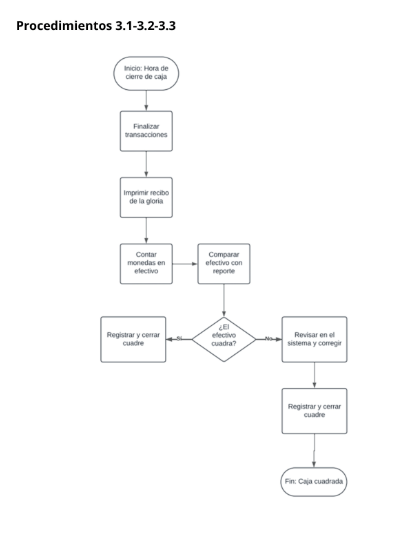 Procedimientos 3.1-3.2-3.3
Inicio: Hora de
cierre de caja
Finalizar
transacciones
Imprimir recibo
de la gloria
Contar
monedas en
efectivo
Comparar
efectivo con
reporte
¿El
efectivo
cuadra?
Sí
No
Registrar y cerrar
cuadre
Revisar en el
sistema y corregir
Registrar y cerrar
cuadre
Fin: Caja cuadrada